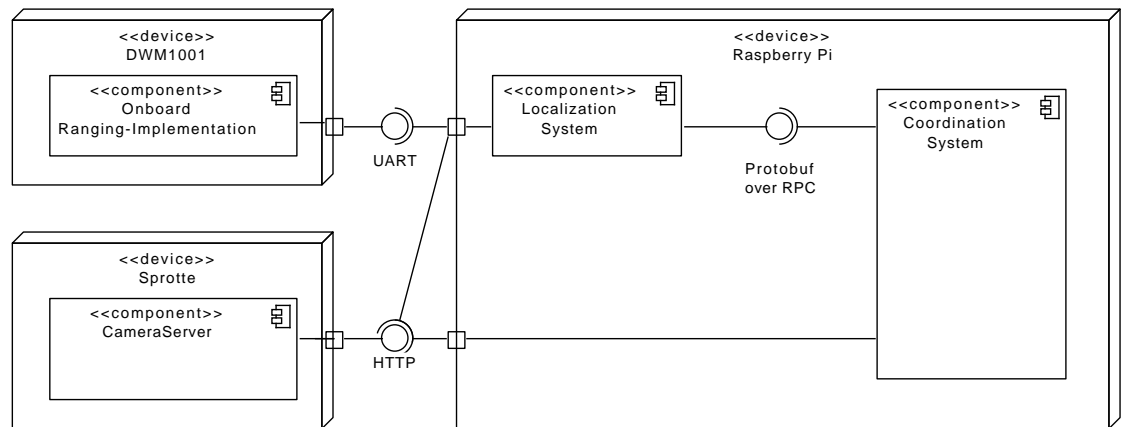 <<device>>
DWM1001
<<component>>
Onboard
Ranging-Implementation
UART
<<device>>
Raspberry Pi
<<component>>
Localization
System
Protobuf
over RPC
<<component>>
Coordination
System
<<device>>
Sprotte
<<component>>
CameraServer
HTTP